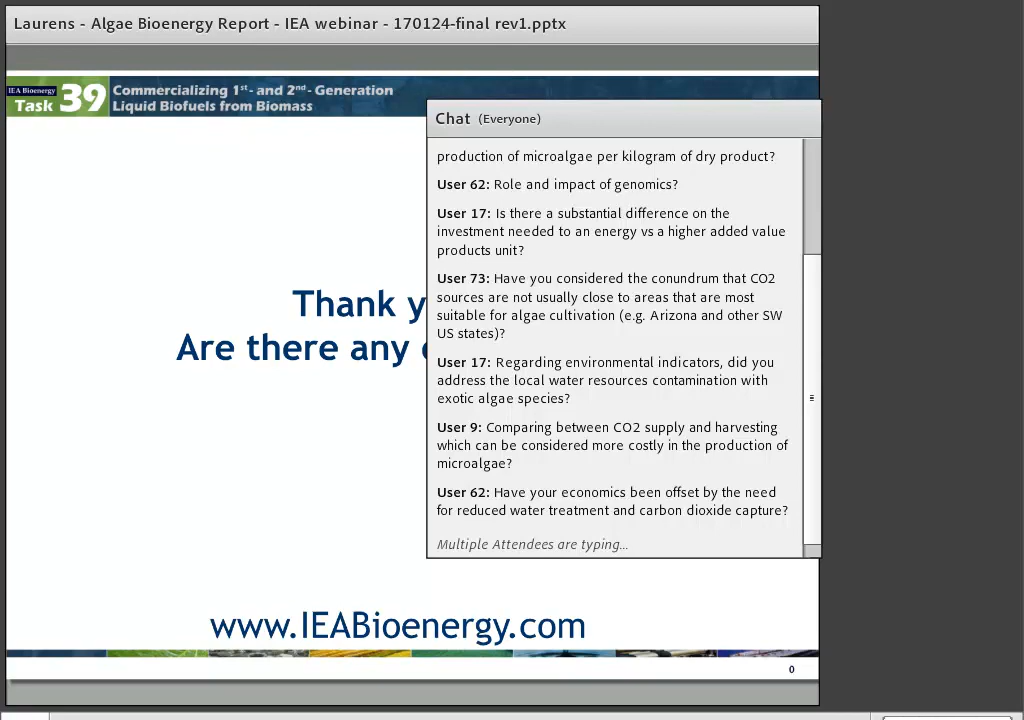 Laurens - Algae Bioenergy Report - IEA webinar - 170124-final rev1.pptx
IEA Bioenergy
Task 39
Commercializing 1st- and 2nd- Generation
Liquid Biofuels from Biomass
Chat (Everyone)
production of microalgae per kilogram of dry product?
User 62: Role and impact of genomics?
User 17: Is there a substantial difference on the
investment needed to an energy vs a higher added value
products unit?
User 73: Have you considered the conundrum that CO2
sources are not usually close to areas that are most
suitable for algae cultivation (e.g. Arizona and other SW
US states)?
User 17: Regarding environmental indicators, did you
address the local water resources contamination with
exotic algae species?
User 9: Comparing between CO2 supply and harvesting
which can be considered more costly in the production of
microalgae?
User 62: Have your economics been offset by the need
for reduced water treatment and carbon dioxide capture?
Multiple Attendees are typing...
Thank y
Are there any
www.IEABioenergy.com
0